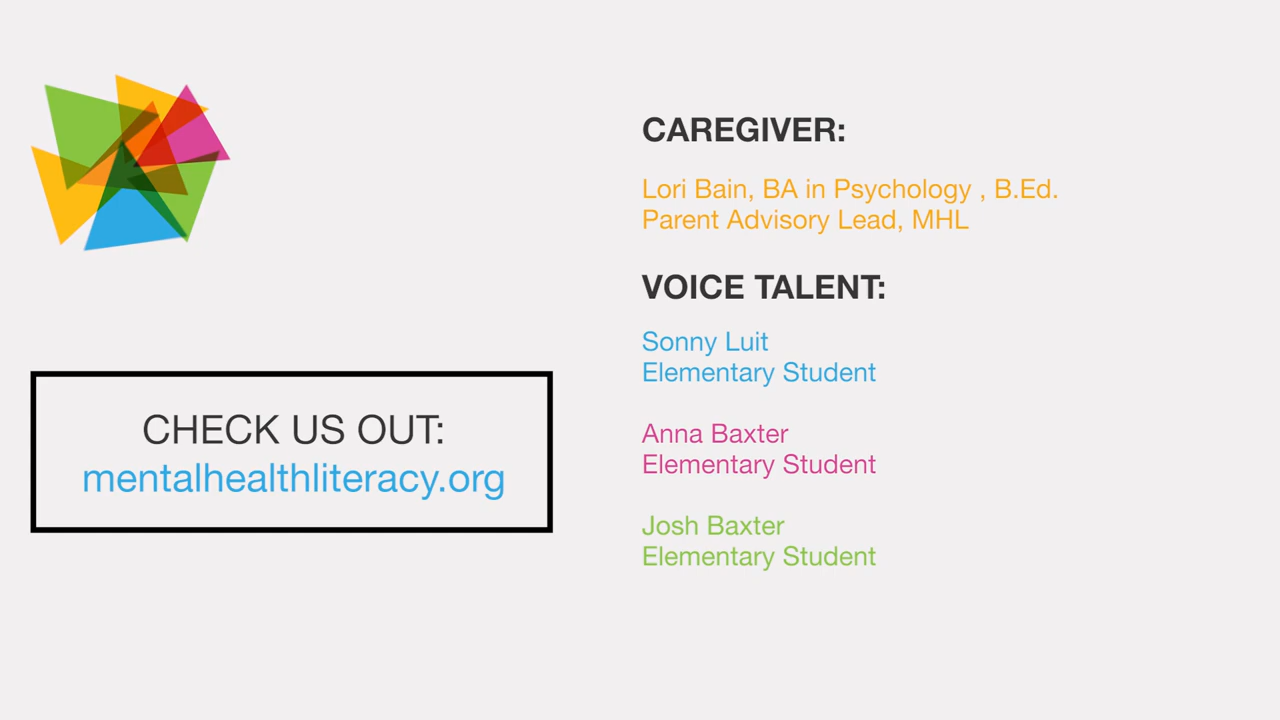 CAREGIVER:
Lori Bain, BA in Psychology , B.Ed.
Parent Advisory Lead, MHL
VOICE TALENT:
Sonny Luit
Elementary Student
Anna Baxter
Elementary Student
Josh Baxter
Elementary Student
CHECK US OUT:
mentalhealthliteracy.org